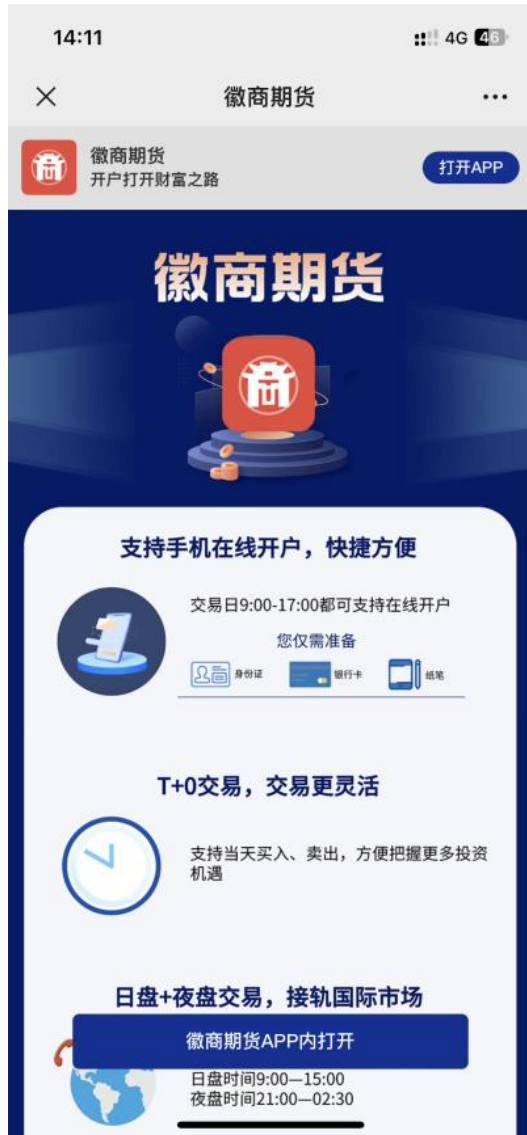 14:11
4G 46
徽商期货
徽商期货
开户打开财富之路
打开APP
徽商期货
支持手机在线开户，快捷方便
交易日9:00-17:00都可支持在线开户
您仅需准备
身份证 银行卡 纸笔
T+0交易，交易更灵活
支持当天买入、卖出，方便把握更多投资
机遇
日盘+夜盘交易，接轨国际市场
徽商期货APP内打开
日盘时间9:00—15:00
夜盘时间21:00—02:30